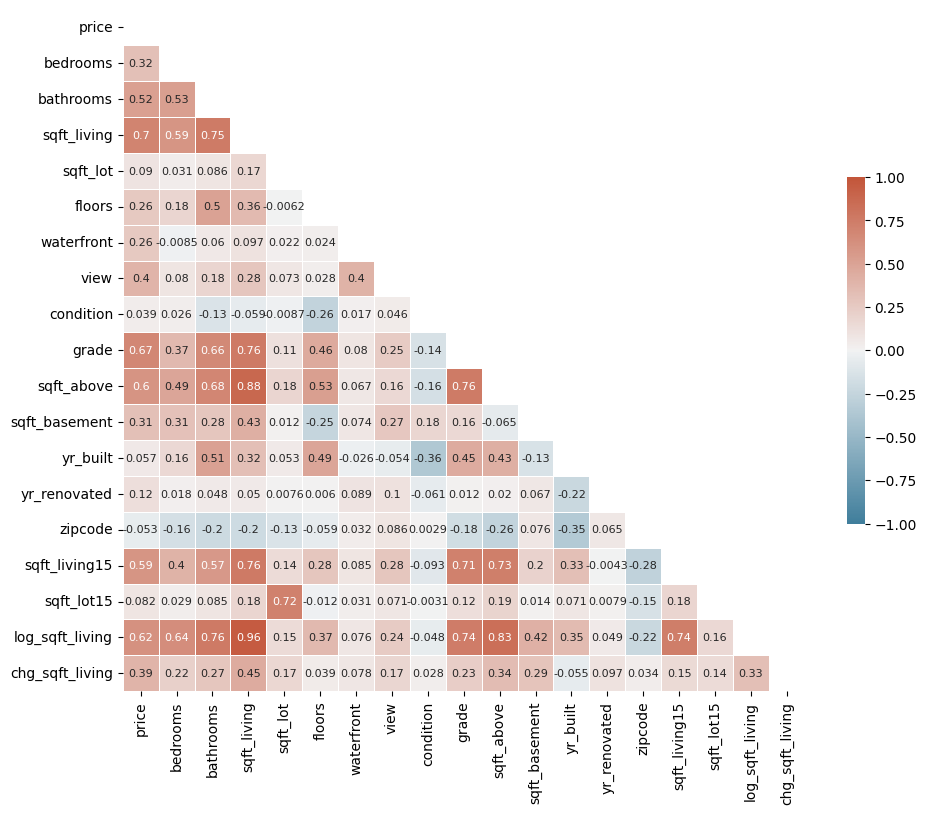 price
bedrooms 0.32
bathrooms 0.52 0.53
sqft_living 0.7 0.59 0.75
sqft_lot 0.09 0.031 0.086 0.17
floors 0.26 0.18 0.5 0.36 -0.0062
waterfront 0.26 -0.0085 0.06 0.097 0.022 0.024
view 0.4 0.08 0.18 0.28 0.073 0.028 0.4
condition 0.039 0.026 -0.13 -0.059 -0.0087 -0.26 0.017 0.046
grade 0.67 0.37 0.66 0.76 0.11 0.46 0.08 0.25 -0.14
sqft_above 0.6 0.49 0.68 0.88 0.18 0.53 0.067 0.16 -0.16 0.76
sqft_basement 0.31 0.31 0.28 0.43 0.012 -0.25 0.074 0.27 0.18 0.16 -0.065
yr_built 0.057 0.16 0.51 0.32 0.053 0.49 -0.026 -0.054 -0.36 0.45 0.43 -0.13
yr_renovated 0.12 0.018 0.048 0.05 0.0076 0.006 0.089 0.1 -0.061 0.012 0.02 0.067 -0.22
zipcode -0.053 -0.16 -0.2 -0.2 -0.13 -0.059 0.032 0.086 0.0029 -0.18 -0.26 0.076 -0.35 0.065
sqft_living15 0.59 0.4 0.57 0.76 0.14 0.28 0.085 0.28 -0.093 0.71 0.73 0.2 0.33 -0.0043 -0.28
sqft_lot15 0.082 0.029 0.085 0.18 0.72 -0.012 0.031 0.071 -0.0031 0.12 0.19 0.014 0.071 0.0079 -0.15 0.18
log_sqft_living 0.62 0.64 0.76 0.96 0.15 0.37 0.076 0.24 -0.048 0.74 0.83 0.42 0.35 0.049 -0.22 0.74 0.16
chg_sqft_living 0.39 0.22 0.27 0.45 0.17 0.039 0.078 0.17 0.028 0.23 0.34 0.29 -0.055 0.097 0.034 0.15 0.14 0.33
price
bedrooms
bathrooms
sqft_living
sqft_lot
floors
waterfront
view
condition
grade
sqft_above
sqft_basement
yr_built
yr_renovated
zipcode
sqft_living15
sqft_lot15
log_sqft_living
chg_sqft_living
1.00
0.75
0.50
0.25
0.00
−0.25
−0.50
−0.75
−1.00